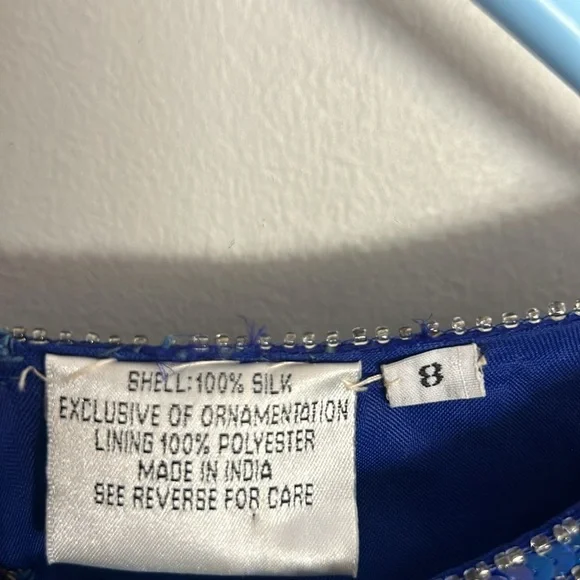 SHELL:100% SILK
EXCLUSIVE OF ORNAMENTATION
LINING 100% POLYESTER
MADE IN INDIA
SEE REVERSE FOR CARE
8